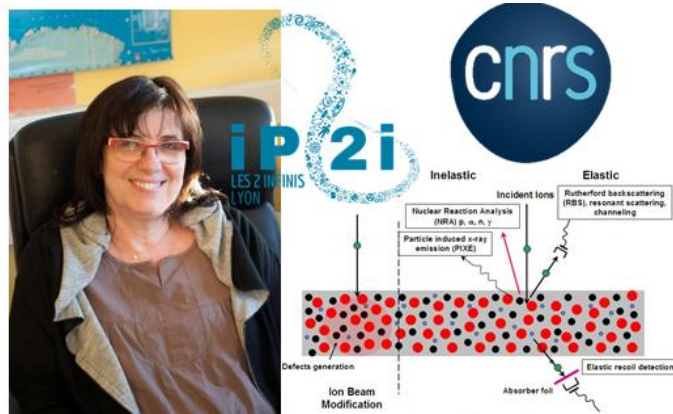 iP2i
LES 2 INFINIS
LYON
cnrs
Inelastic
Elastic
Incident Ions
Rutherford backscattering
(RBS), resonant scattering,
channeling
Nuclear Reaction Analysis
(NRA) p, α, n, γ
Particle induced x-ray
emission (PIXE)
Defects generation
Ion Beam
Modification
Elastic recoil detection
Absorber foil